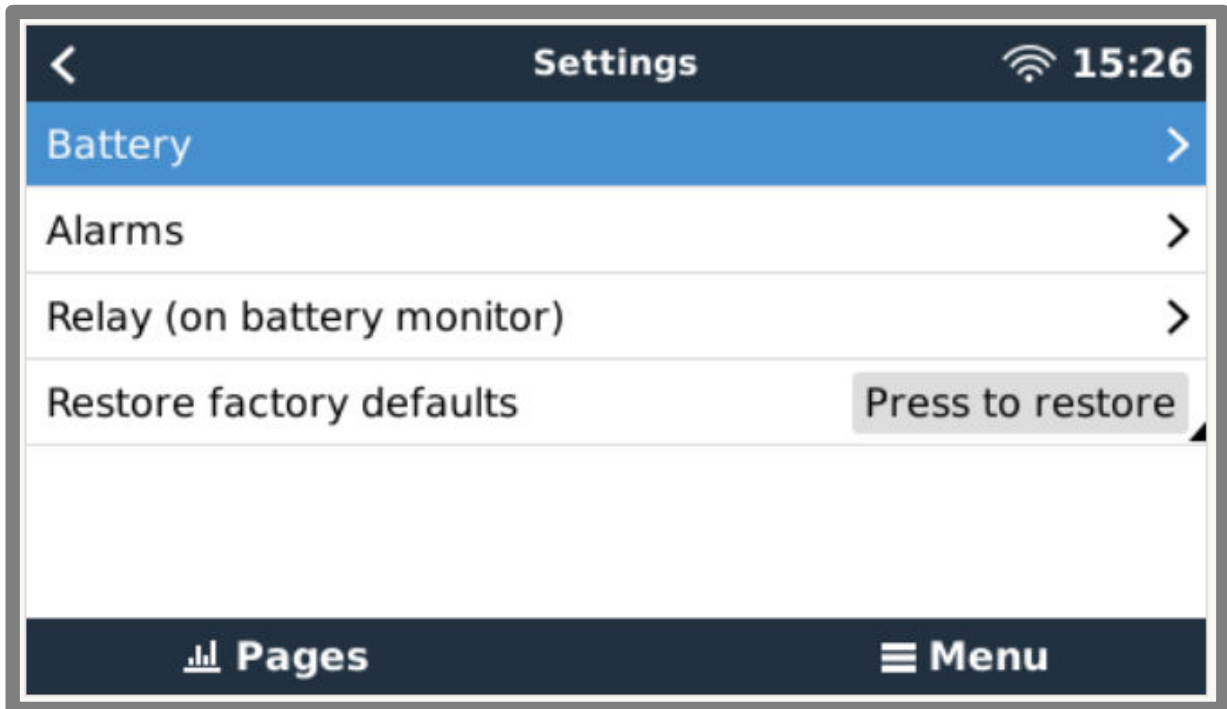 Settings 15:26
Battery
Alarms
Relay (on battery monitor)
Restore factory defaults Press to restore
Pages Menu